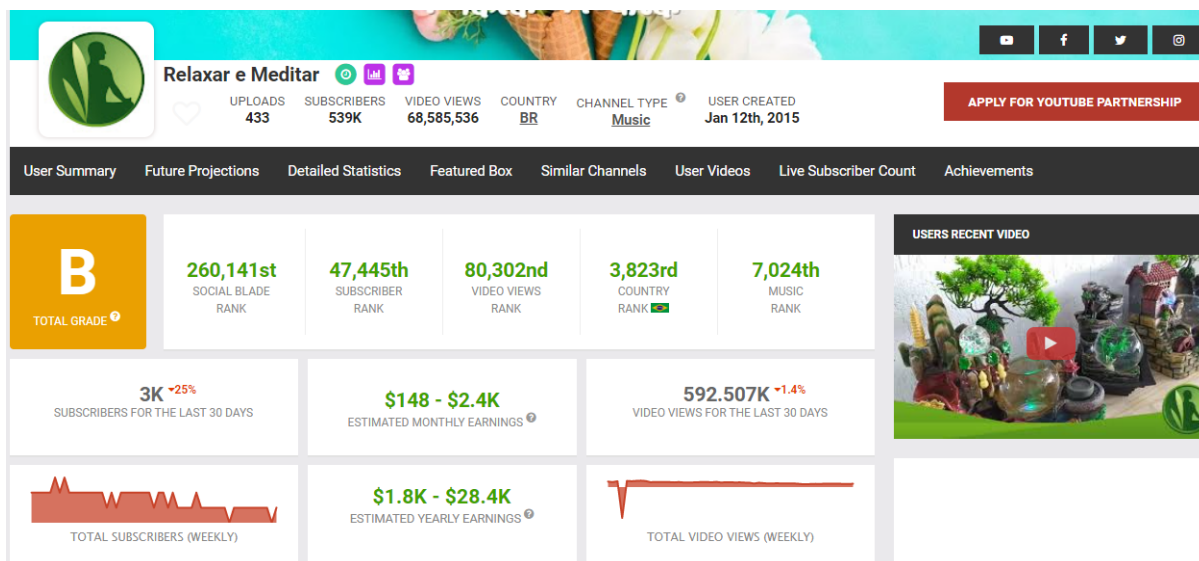 Relaxar e Meditar
UPLOADS
433
SUBSCRIBERS
539K
VIDEO VIEWS
68,585,536
COUNTRY
BR
CHANNEL TYPE
Music
USER CREATED
Jan 12th, 2015
APPLY FOR YOUTUBE PARTNERSHIP
User Summary Future Projections Detailed Statistics Featured Box Similar Channels User Videos Live Subscriber Count Achievements
B
TOTAL GRADE
260,141st
SOCIAL BLADE
RANK
47,445th
SUBSCRIBER
RANK
80,302nd
VIDEO VIEWS
RANK
3,823rd
COUNTRY
RANK
7,024th
MUSIC
RANK
USERS RECENT VIDEO
3K 25%
SUBSCRIBERS FOR THE LAST 30 DAYS
$148 - $2.4K
ESTIMATED MONTHLY EARNINGS
592.507K 1.4%
VIDEO VIEWS FOR THE LAST 30 DAYS
TOTAL SUBSCRIBERS (WEEKLY)
$1.8K - $28.4K
ESTIMATED YEARLY EARNINGS
TOTAL VIDEO VIEWS (WEEKLY)